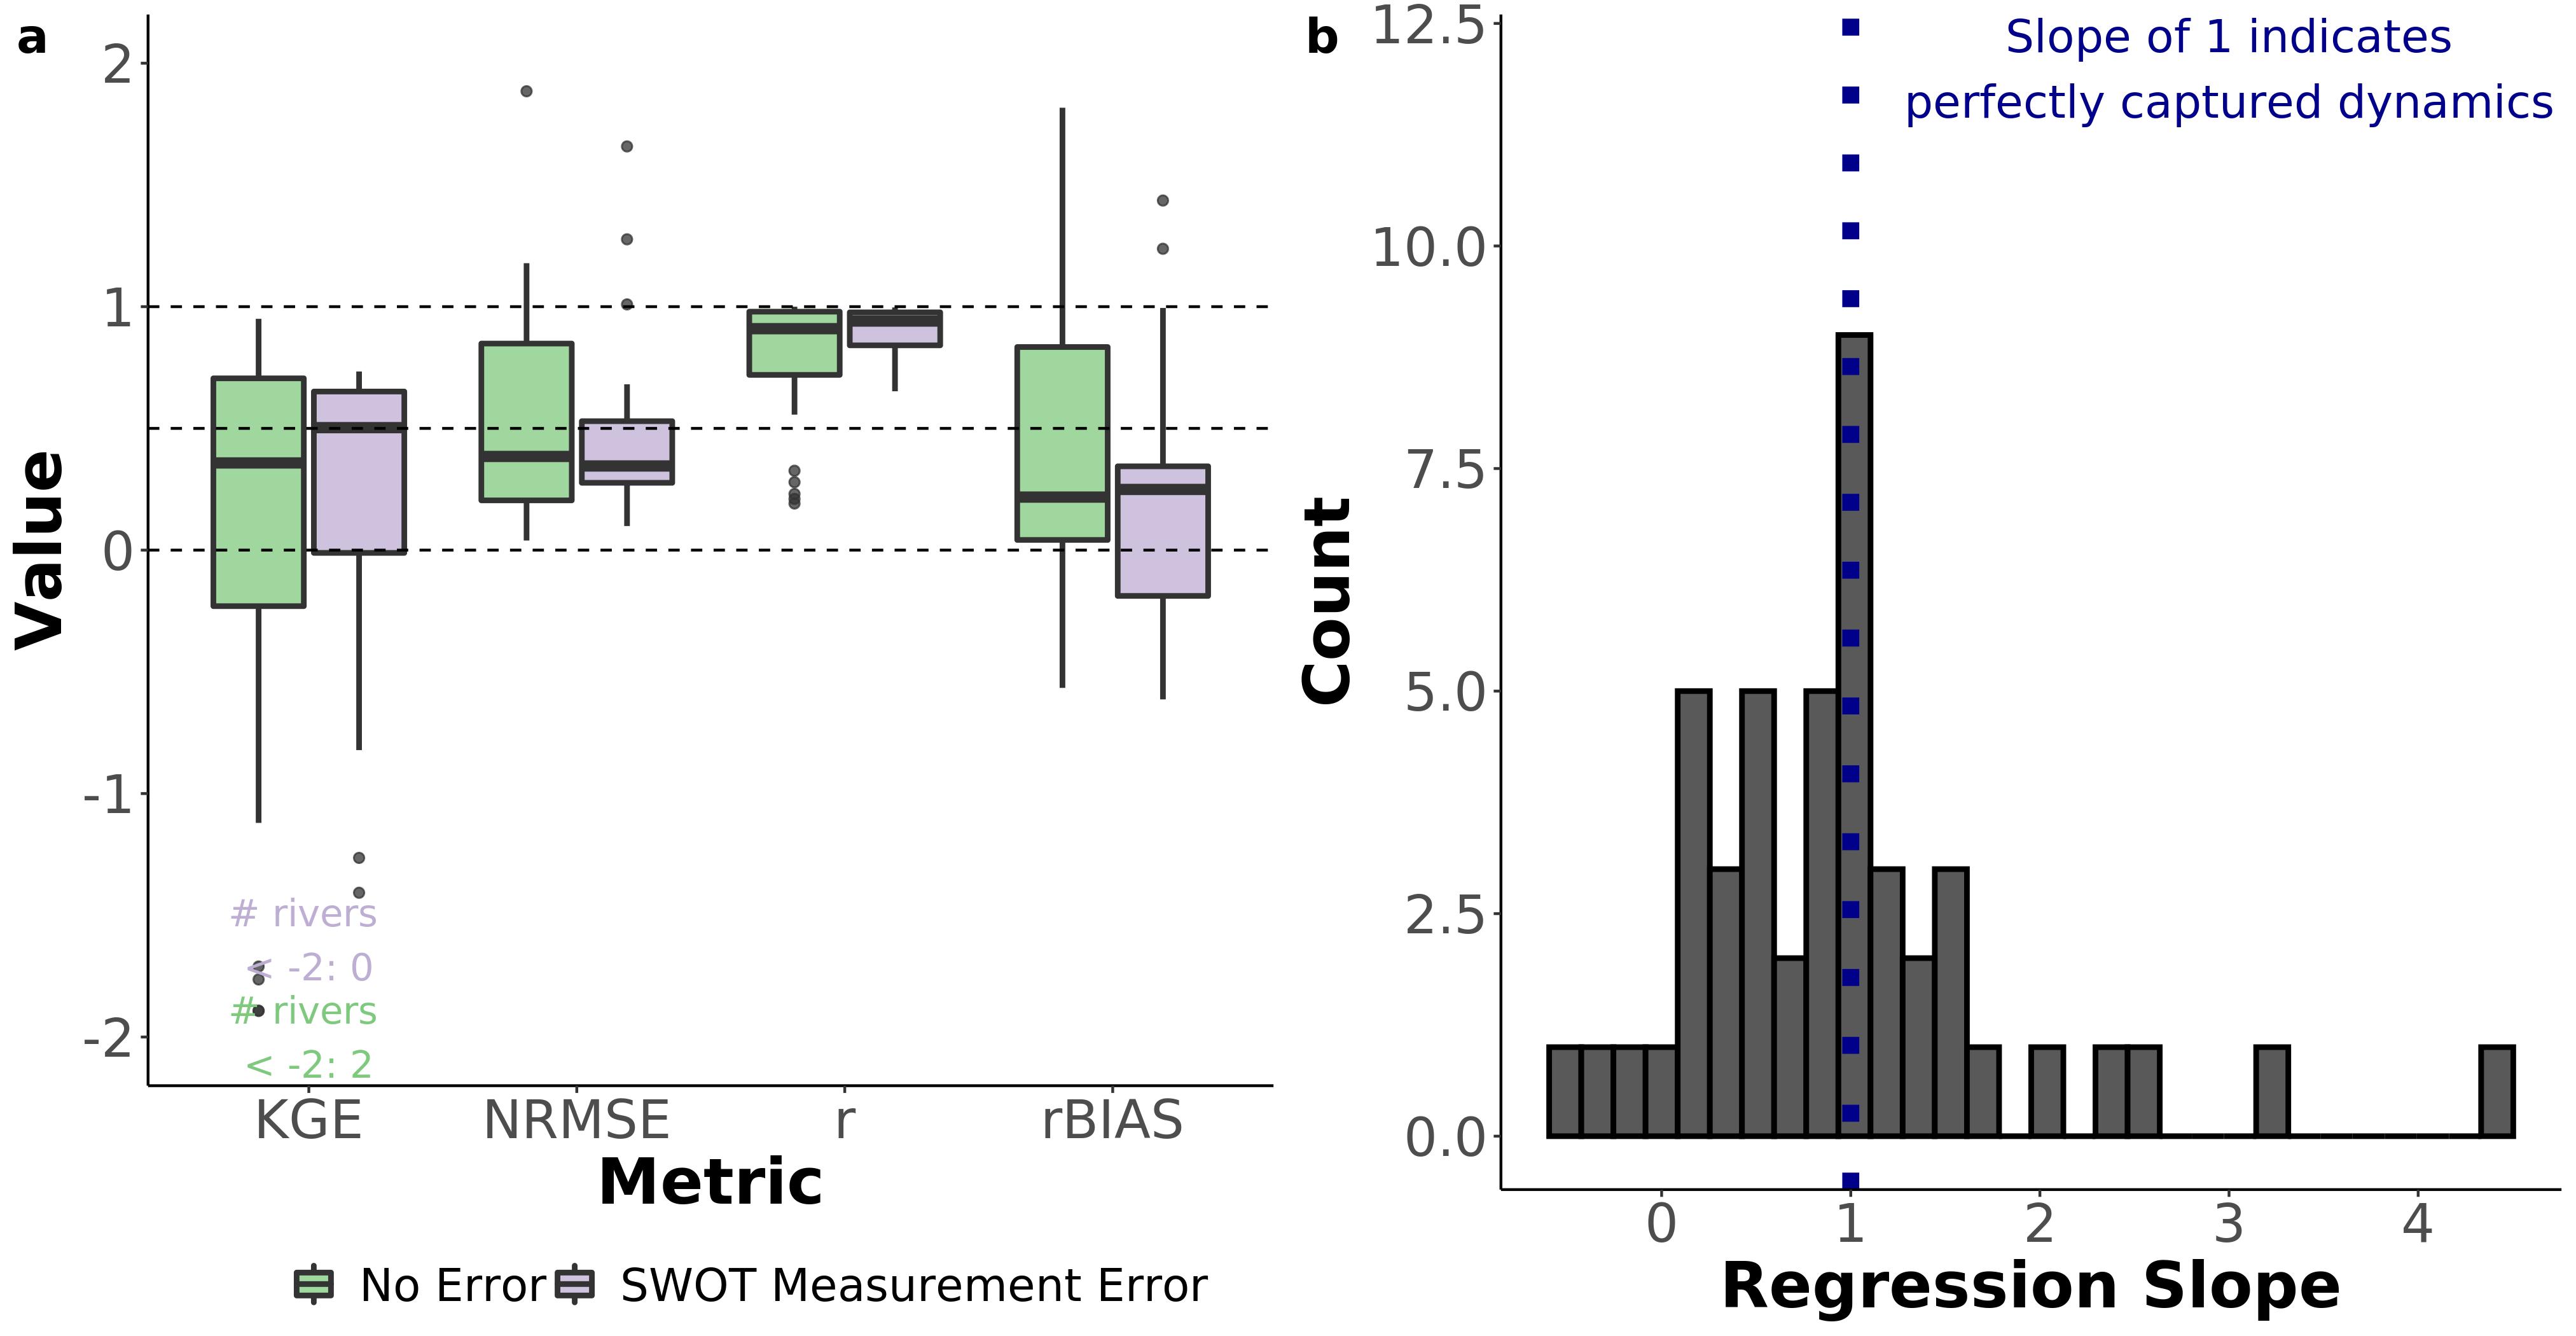 a
2
1
0
-1
-2
Value
# rivers
< -2: 0
# rivers
< -2: 2
KGE NRMSE r rBIAS
Metric
No Error SWOT Measurement Error
b
12.5
10.0
7.5
5.0
2.5
0.0
Count
Slope of 1 indicates
perfectly captured dynamics
0 1 2 3 4
Regression Slope